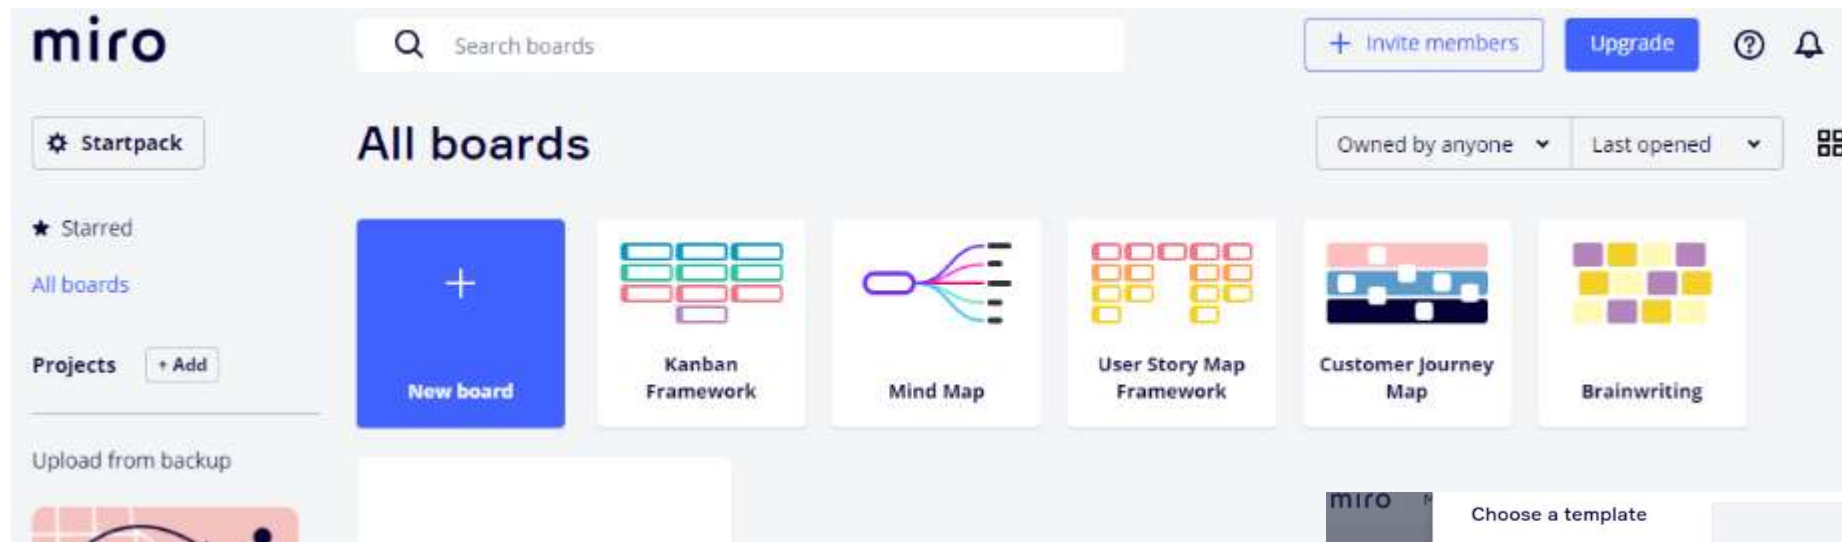 miro
Search boards
+ Invite members
Upgrade
Startpack
All boards
Owned by anyone
Last opened
Starred
All boards
Projects
+ Add
New board
Kanban
Framework
Mind Map
User Story Map
Framework
Customer Journey
Map
Brainwriting
Upload from backup
miro
Choose a template